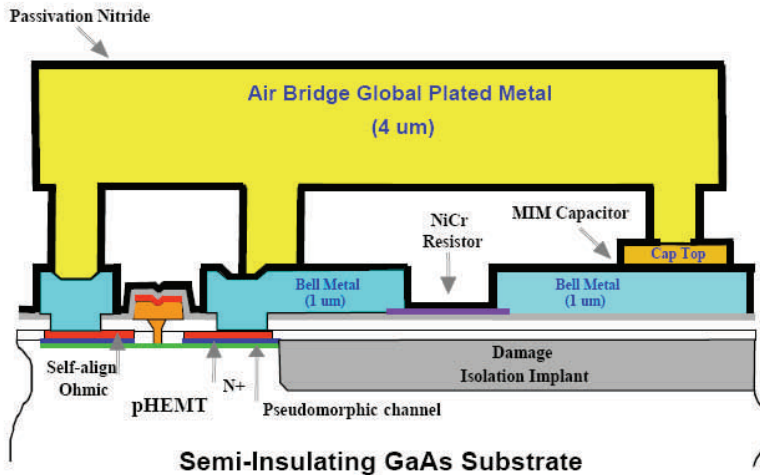 Passivation Nitride
Air Bridge Global Plated Metal
(4 um)
NiCr
Resistor
MIM Capacitor
Cap Top
Bell Metal
(1 um)
Bell Metal
(1 um)
Self-align
Ohmic
N+
pHEMT
Pseudomorphic channel
Damage
Isolation Implant
Semi-Insulating GaAs Substrate